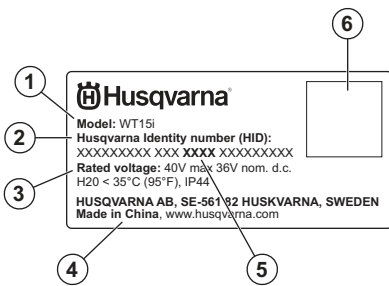 6
1
Husqvarna
Model: WT15i
2
Husqvarna Identity number (HID):
XXXXXXXXX XXX XXXX XXXXXXXXX
3
Rated voltage: 40V max 36V nom. d.c.
H20 < 35°C (95°F), IP44
HUSQVARNA AB, SE-561 82 HUSKVARNA, SWEDEN
Made in China, www.husqvarna.com
4
5